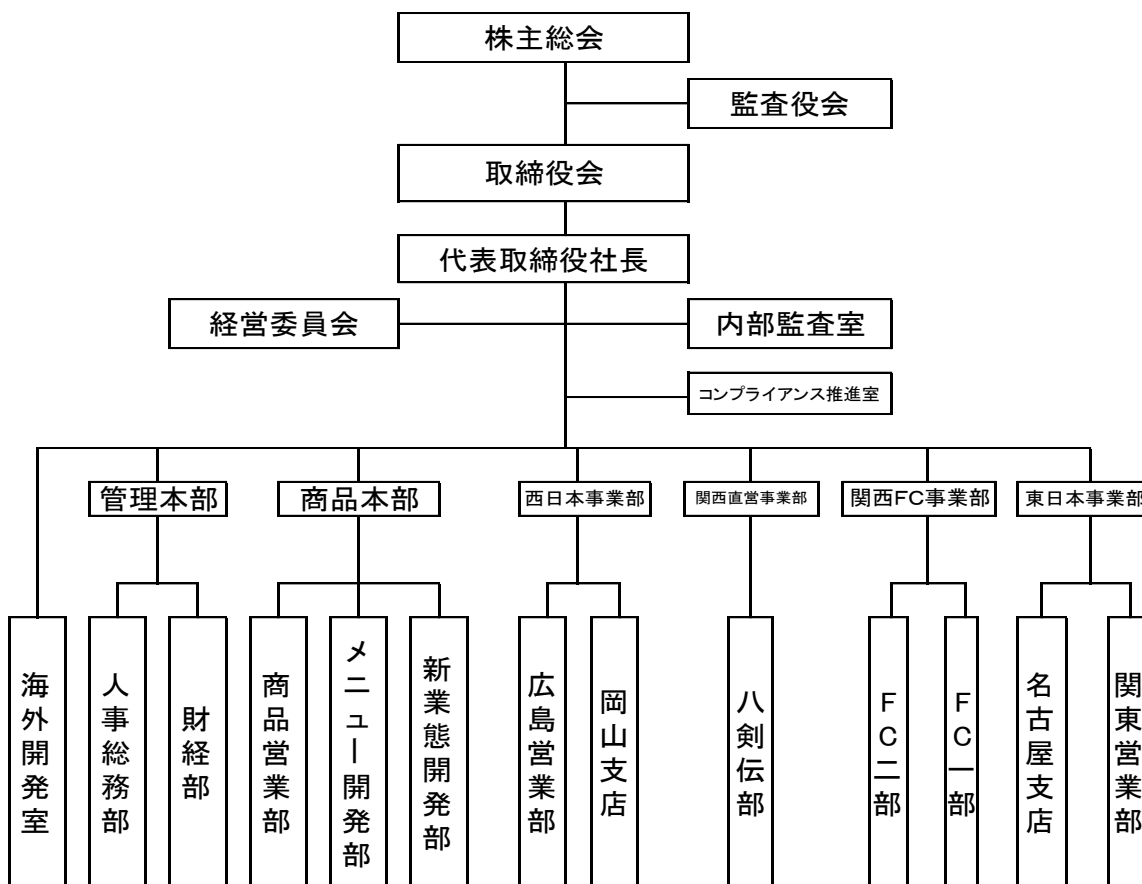 株主総会
監査役会
取締役会
代表取締役社長
経営委員会
内部監査室
コンプライアンス推進室
管理本部
商品本部
西日本事業部
関西直営事業部
関西FC事業部
東日本事業部
海外開発室
人事総務部
財経部
商品営業部
メニュー開発部
新業態開発部
広島営業部
岡山支店
八剣伝部
FC二部
FC一部
名古屋支店
関東営業部